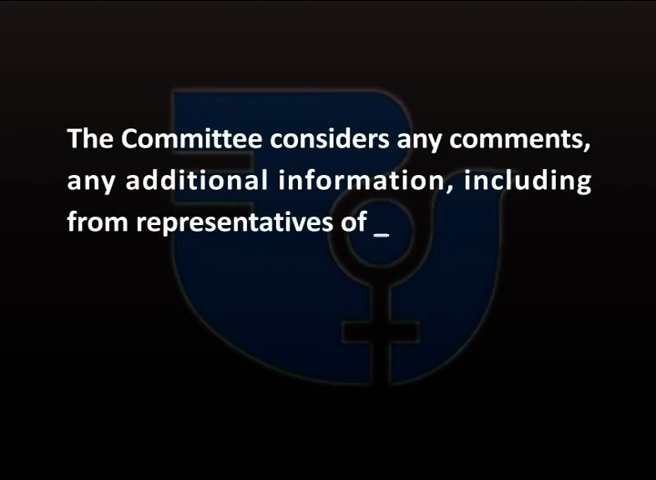 The Committee considers any comments,
any additional information, including
from representatives of _